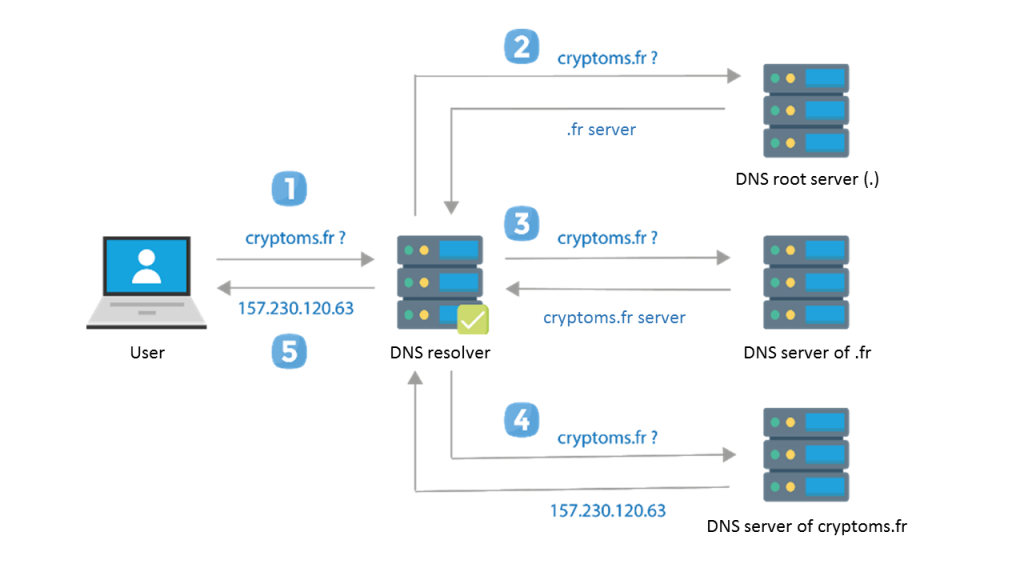 2
cryptoms.fr ?
.fr server
DNS root server (.)
1
cryptoms.fr ?
157.230.120.63
5
User
DNS resolver
3
cryptoms.fr ?
cryptoms.fr server
DNS server of .fr
4
cryptoms.fr ?
157.230.120.63
DNS server of cryptoms.fr